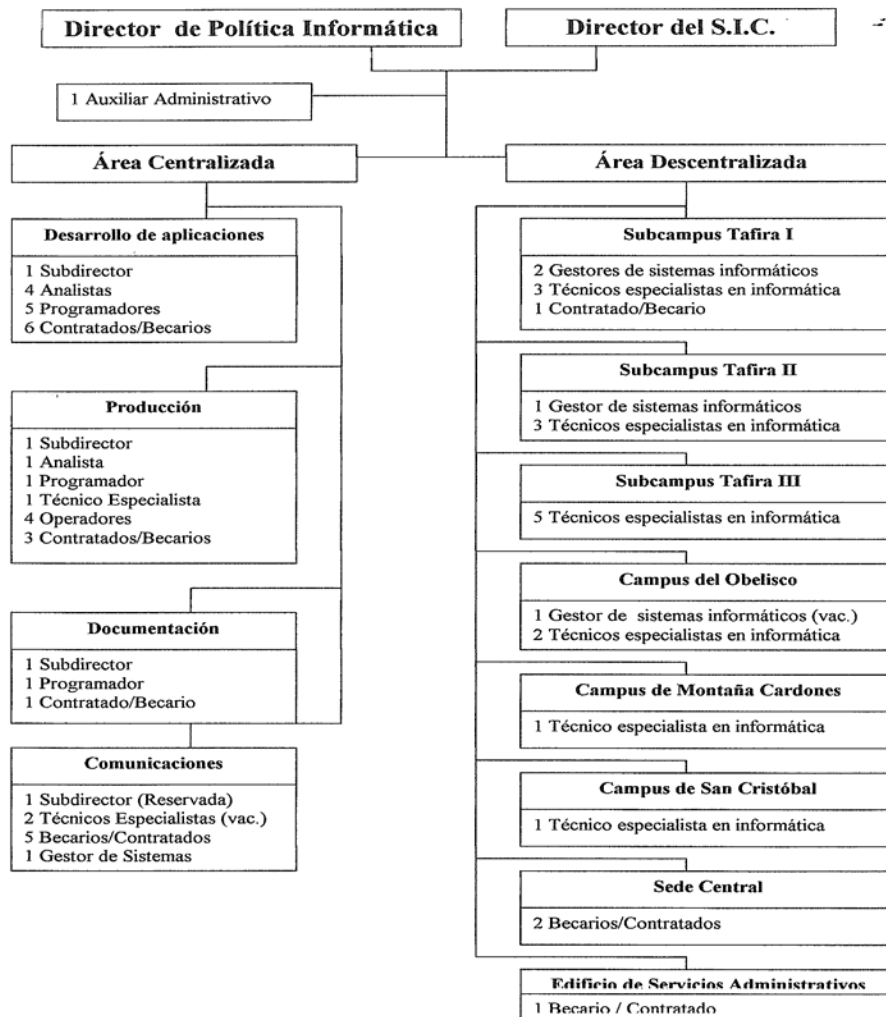 Director de Política Informática
Director del S.I.C.
1 Auxiliar Administrativo
Área Centralizada
Área Descentralizada
Desarrollo de aplicaciones
1 Subdirector
4 Analistas
5 Programadores
6 Contratados/Becarios
Producción
1 Subdirector
1 Analista
1 Programador
1 Técnico Especialista
4 Operadores
3 Contratados/Becarios
Documentación
1 Subdirector
1 Programador
1 Contratado/Becario
Comunicaciones
1 Subdirector (Reservada)
2 Técnicos Especialistas (vac.)
5 Becarios/Contratados
1 Gestor de Sistemas
Subcampus Tafira I
2 Gestores de sistemas informáticos
3 Técnicos especialistas en informática
1 Contratado/Becario
Subcampus Tafira II
1 Gestor de sistemas informáticos
3 Técnicos especialistas en informática
Subcampus Tafira III
5 Técnicos especialistas en informática
Campus del Obelisco
1 Gestor de sistemas informáticos (vac.)
2 Técnicos especialistas en informática
Campus de Montaña Cardones
1 Técnico especialista en informática
Campus de San Cristóbal
1 Técnico especialista en informática
Sede Central
2 Becarios/Contratados
Edificio de Servicios Administrativos
1 Becario / Contratado